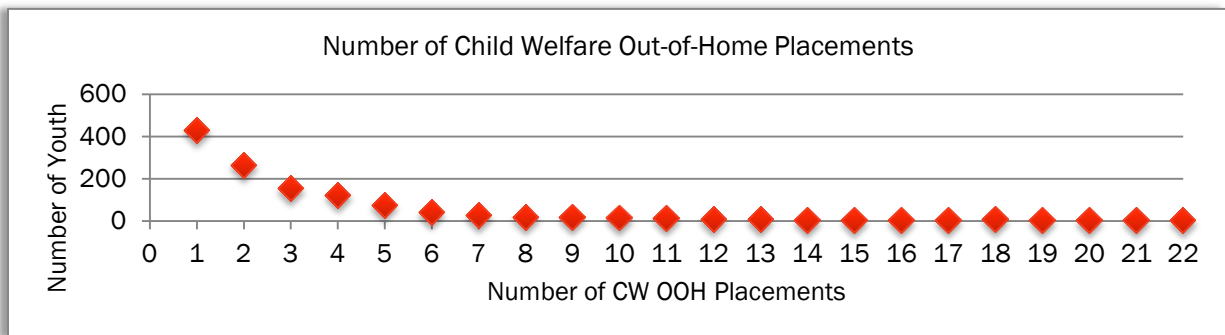 Number of Child Welfare Out-of-Home Placements
Number of Youth
600
400
200
0
0 1 2 3 4 5 6 7 8 9 10 11 12 13 14 15 16 17 18 19 20 21 22
Number of CW OOH Placements